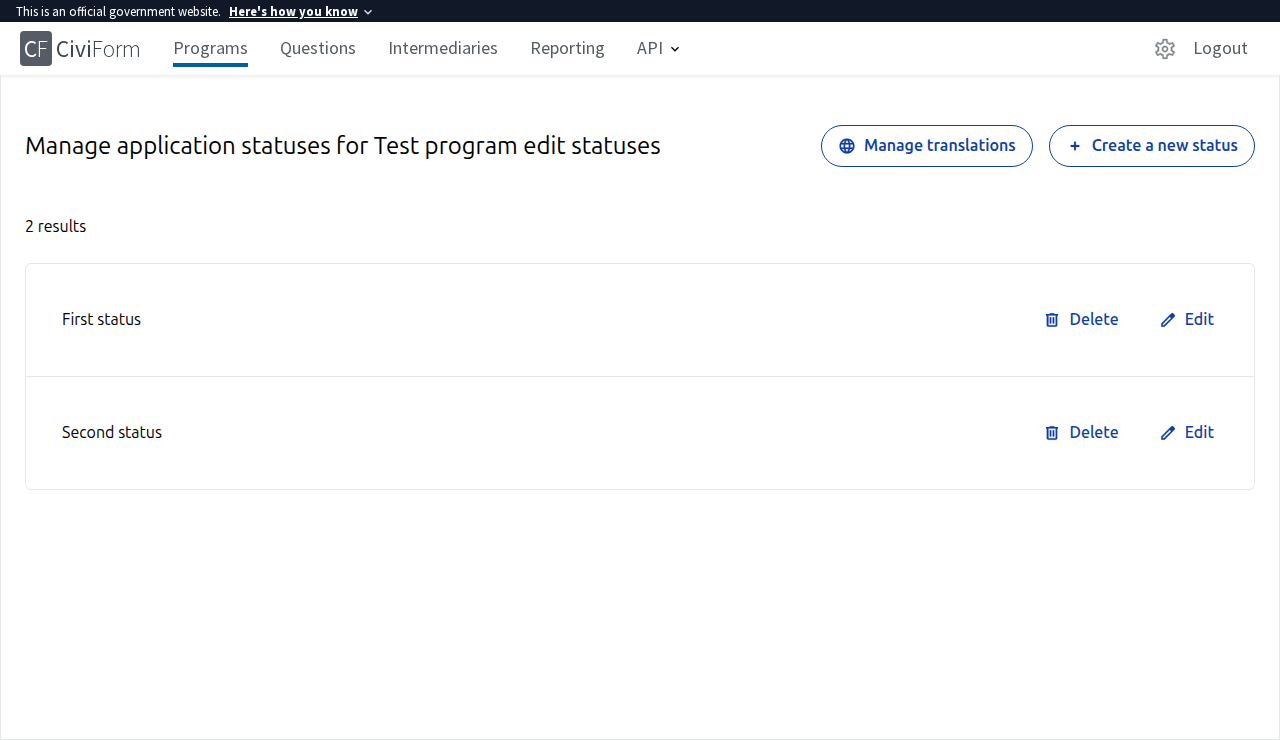 This is an official government website. Here's how you know
CF CiviForm Programs Questions Intermediaries Reporting API Logout
Manage application statuses for Test program edit statuses Manage translations + Create a new status
2 results
First status Delete Edit
Second status Delete Edit